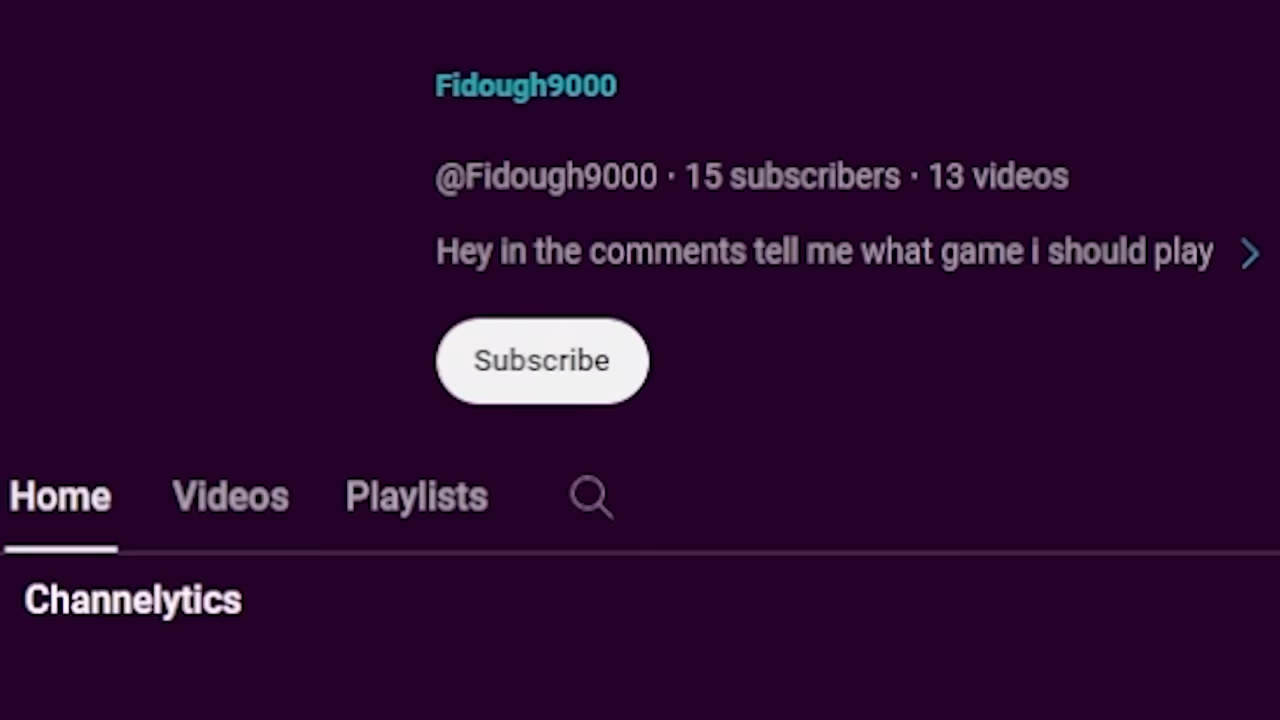 Fidough9000
@Fidough9000 · 15 subscribers · 13 videos
Hey in the comments tell me what game i should play
Subscribe
Home Videos Playlists
Channelytics